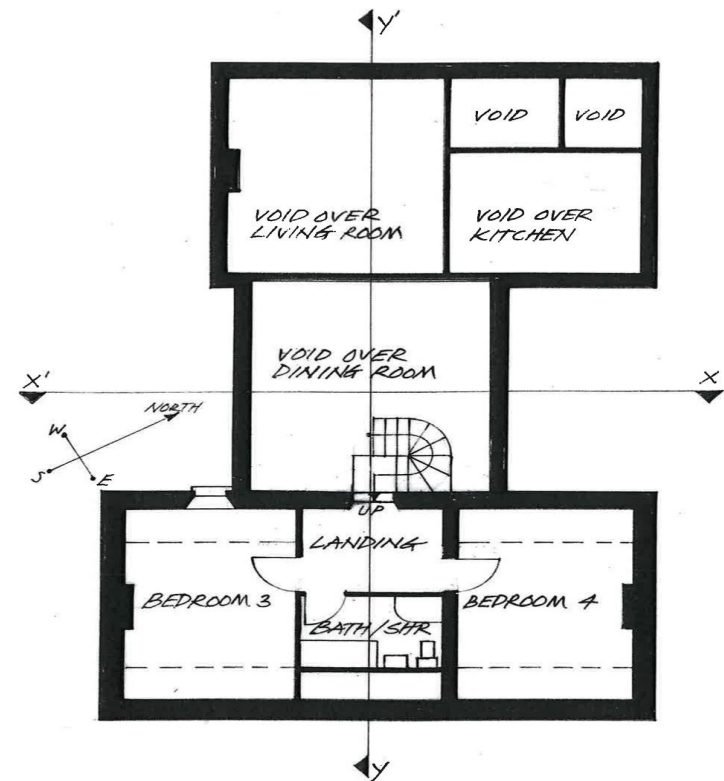 Y'
VOID
VOID
VOID OVER
LIVING ROOM
VOID OVER
KITCHEN
VOID OVER
DINING ROOM
X'
X
NORTH
W
S
E
UP
LANDING
BEDROOM 3
BEDROOM 4
BATH/SHR
Y